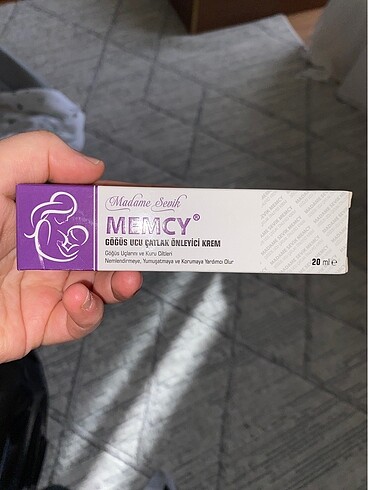 Madame Sevik
MEMCY®
GÖĞÜS UCU ÇATLAK ÖNLEYİCİ KREM
Göğüs Uçlarını ve Kuru Ciltleri
Nemlendirmeye, Yumuşatmaya ve Korumaya Yardımcı Olur
20 ml ℮